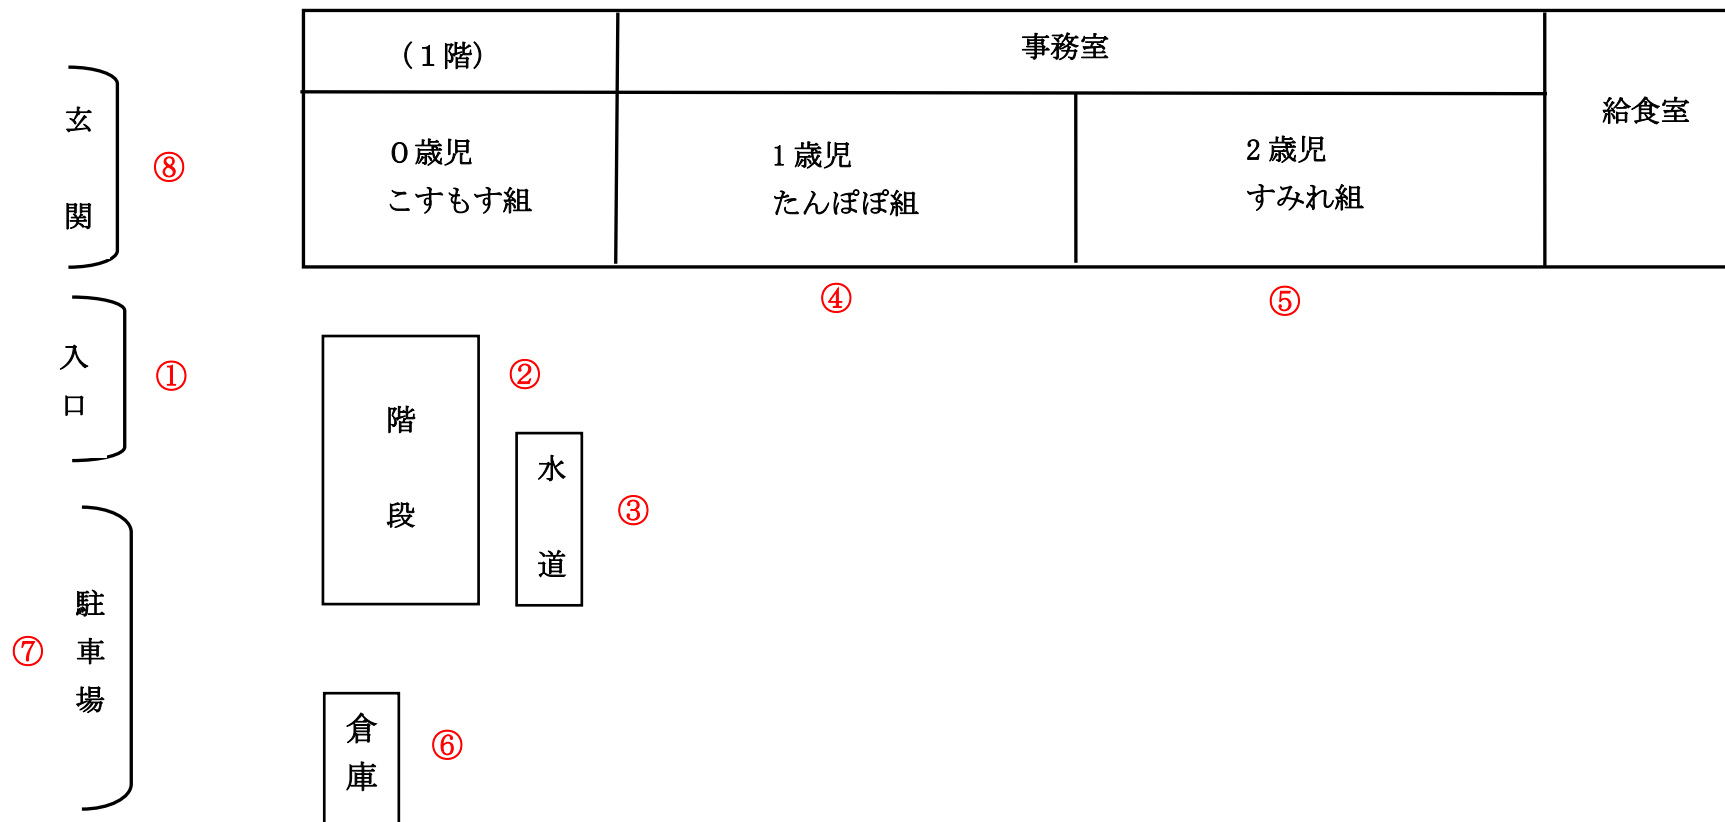 （１階）
事務室
給食室
０歳児
こすもす組
１歳児
たんぽぽ組
２歳児
すみれ組
玄関
⑧
④
⑤
入口
①
階段
②
水道
③
駐車場
⑦
倉庫
⑥